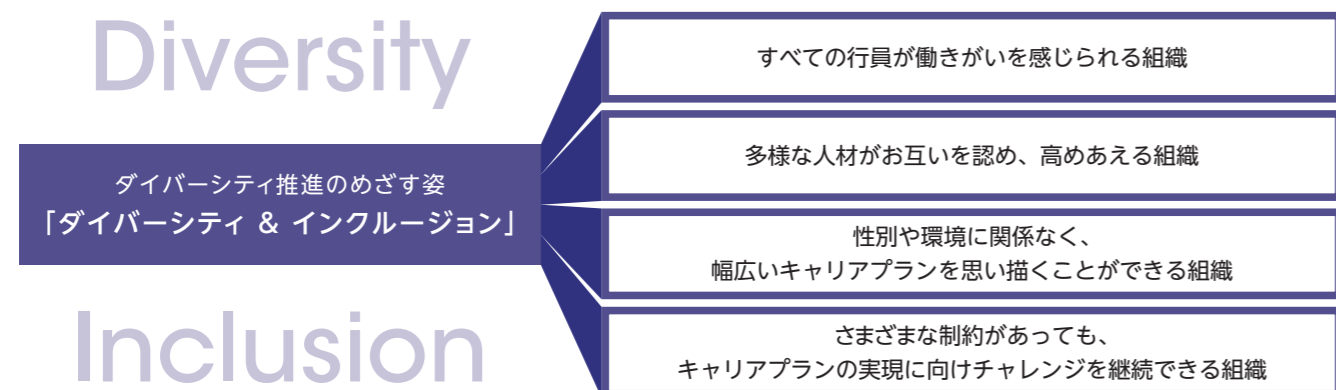 Diversity
ダイバーシティ推進のめざす姿
「ダイバーシティ & インクルージョン」
Inclusion
すべての行員が働きがいを感じられる組織
多様な人材がお互いを認め、高めあえる組織
性別や環境に関係なく、
幅広いキャリアプランを思い描くことができる組織
さまざまな制約があっても、
キャリアプランの実現に向けチャレンジを継続できる組織